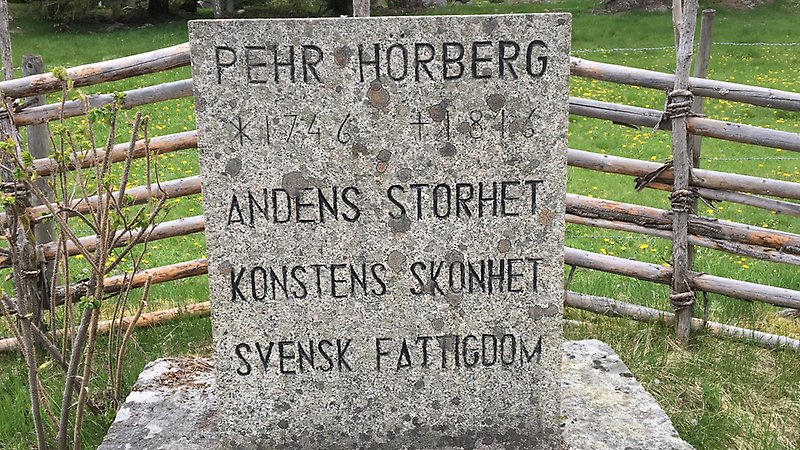 PEHR HÖRBERG
*1746 +1816
ANDENS STORHET
KONSTENS SKÖNHET
SVENSK FATTIGDOM